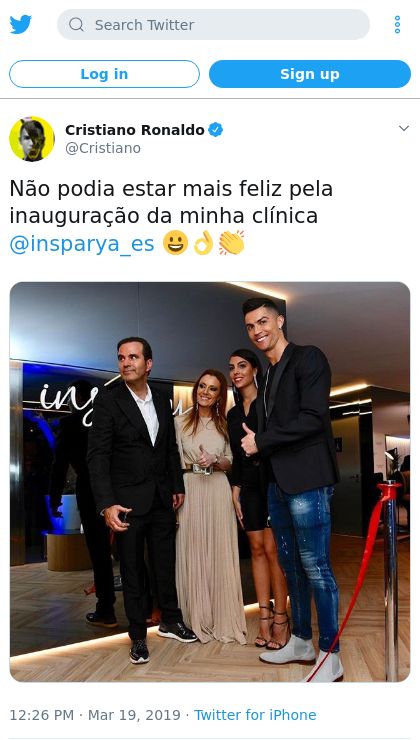 Search Twitter
Log in
Sign up
Cristiano Ronaldo
@Cristiano
Não podia estar mais feliz pela
inauguração da minha clínica
@insparya_es 😀👌👏
12:26 PM · Mar 19, 2019 · Twitter for iPhone